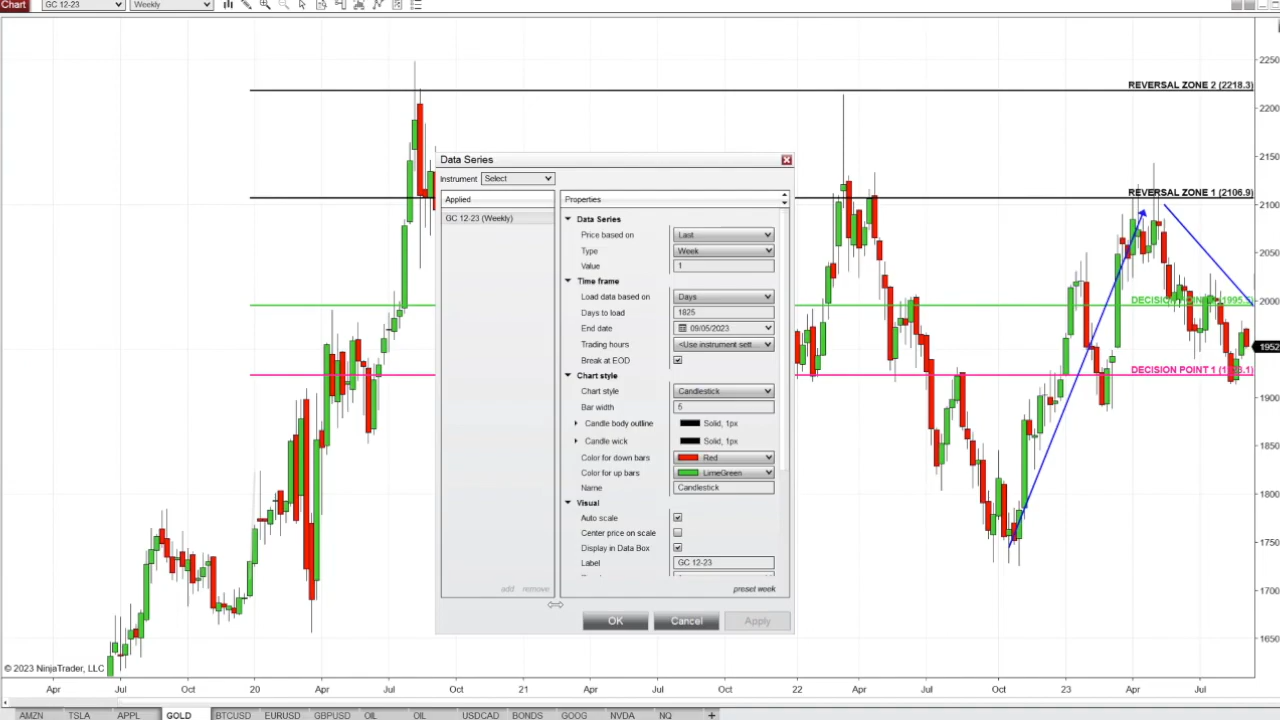 Chart GC 12-23 Weekly
2250
REVERSAL ZONE 2 (2218.3)
2200
2150
Data Series
Instrument Select
Applied
GC 12-23 (Weekly)
add remove
Properties
Data Series
Price based on Last
Type Week
Value 1
Time frame
Load data based on Days
Days to load 1825
End date 09/05/2023
Trading hours <Use instrument sett
Break at EOD
Chart style
Chart style Candlestick
Bar width 5
Candle body outline Solid, 1px
Candle wick Solid, 1px
Color for down bars Red
Color for up bars LimeGreen
Name Candlestick
Visual
Auto scale
Center price on scale
Display in Data Box
Label GC 12-23
preset week
OK Cancel Apply
REVERSAL ZONE 1 (2106.9)
2100
2050
2000
1952
DECISION POINT 1
1900
1850
1800
1750
1700
1650
© 2023 NinjaTrader, LLC
Apr Jul Oct 20 Apr Jul Oct 21 Apr Jul Oct 22 Apr Jul Oct 23 Apr Jul
AMZN TSLA APPL GOLD BTCUSD EURUSD GBPUSD OIL OIL USDCAD BONDS GOOG NVDA NQ +